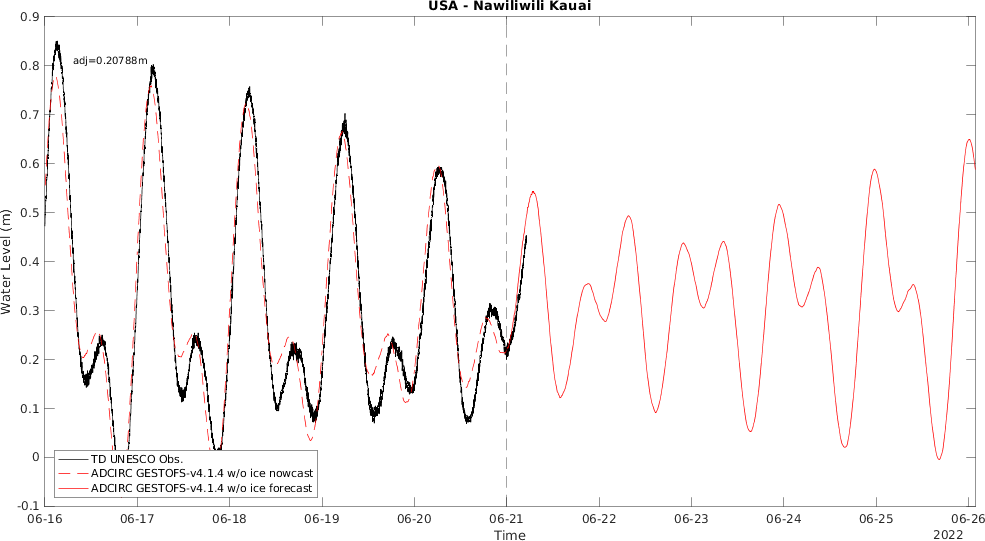 USA - Nawiliwili Kauai
adj=0.20788m
0.9
0.8
0.7
0.6
0.5
0.4
0.3
0.2
0.1
0
-0.1
Water Level (m)
TD UNESCO Obs.
ADCIRC GESTOFS-v4.1.4 w/o ice nowcast
ADCIRC GESTOFS-v4.1.4 w/o ice forecast
06-16 06-17 06-18 06-19 06-20 06-21 06-22 06-23 06-24 06-25 06-26
Time
2022